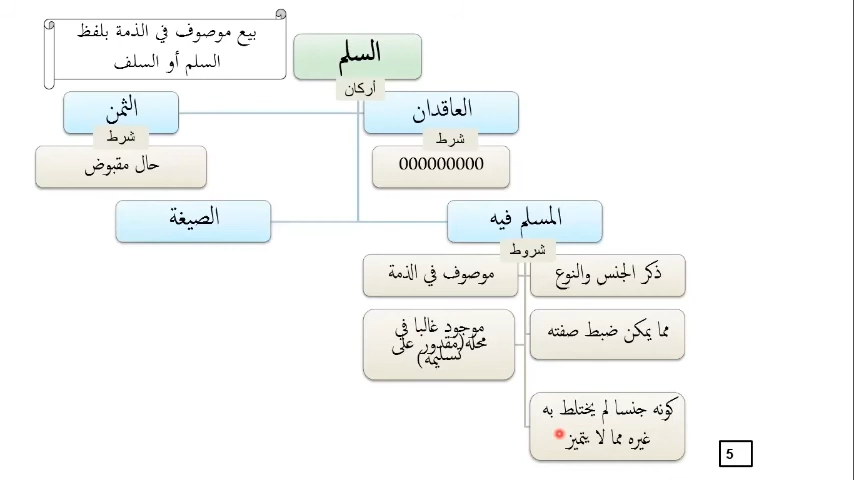 بيع موصوف في الذمة بلفظ
السلم أو السلف
السلم
أركان
العاقدان
شرط
000000000
الثمن
شرط
حال مقبوض
المسلم فيه
شروط
الصيغة
ذكر الجنس والنوع
موصوف في الذمة
مما يمكن ضبط صفته
موجود غالبا في
محله(مقدور على
تسليمه)
كونه جنسا لم يختلط به
غيره مما لا يتميز
5